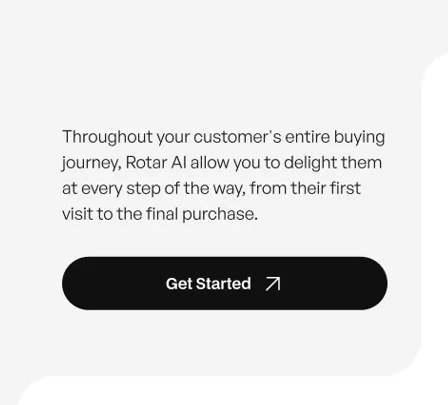 Throughout your customer's entire buying
journey, Rotar AI allow you to delight them
at every step of the way, from their first
visit to the final purchase.
Get Started